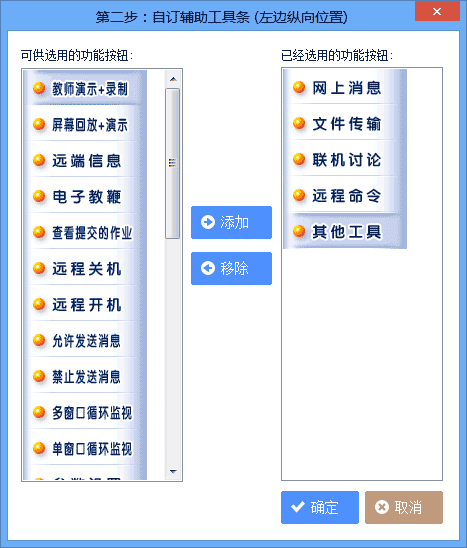 第二步：自订辅助工具条 (左边纵向位置)
可供选用的功能按钮：
教师演示+录制
屏幕回放+演示
远端信息
电子教鞭
查看提交的作业
远程关机
远程开机
允许发送消息
禁止发送消息
多窗口循环监视
单窗口循环监视
添加
移除
已经选用的功能按钮：
网上消息
文件传输
联机讨论
远程命令
其他工具
确定
取消